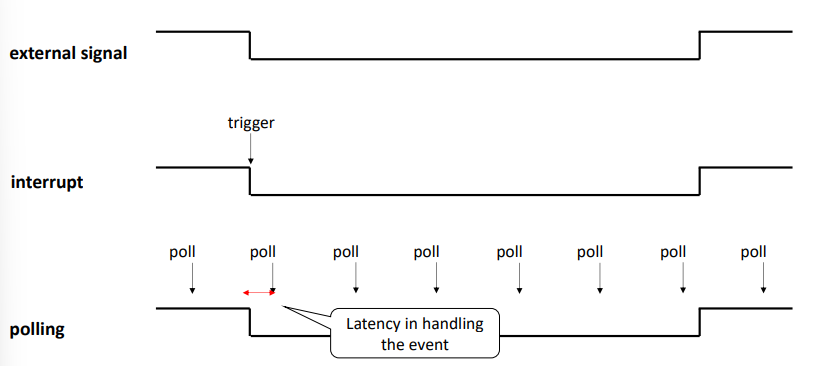 external signal
trigger
interrupt
poll poll poll poll poll poll poll poll
polling
Latency in handling
the event